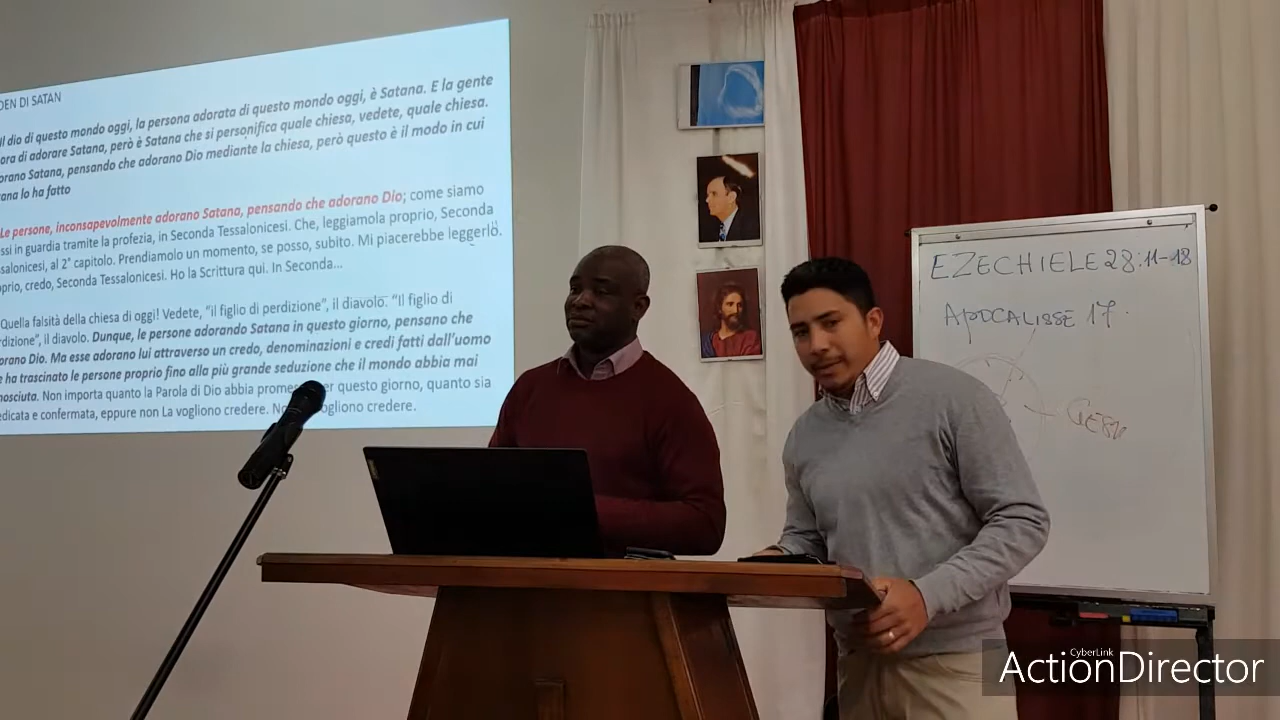 DEN DI SATAN
Il dio di questo mondo oggi, la persona adorata di questo mondo oggi, è Satana. E la gente
ora di adorare Satana, però è Satana che si personifica quale chiesa, vedete, quale chiesa.
orano Satana, pensando che adorano Dio mediante la chiesa, però questo è il modo in cui
ana lo ha fatto
Le persone, inconsapevolmente adorano Satana, pensando che adorano Dio; come siamo
ssi in guardia tramite la profezia, in Seconda Tessalonicesi. Che, leggiamola proprio, Seconda
ssalonicesi, al 2° capitolo. Prendiamolo un momento, se posso, subito. Mi piacerebbe leggerlo.
oprio, credo, Seconda Tessalonicesi. Ho la Scrittura qui. In Seconda...
Quella falsità della chiesa di oggi! Vedete, “il figlio di perdizione”, il diavolo. “Il figlio di
rdizione”, il diavolo. Dunque, le persone adorando Satana in questo giorno, pensano che
orano Dio. Ma esse adorano lui attraverso un credo, denominazioni e credi fatti dall’uomo
e ha trascinato le persone proprio fino alla più grande seduzione che il mondo abbia mai
nosciuta. Non importa quanto la Parola di Dio abbia prome er questo giorno, quanto sia
edicata e confermata, eppure non La vogliono credere. No ogliono credere.
EZECHIELE 28:11-18
APOCALISSE 17.
GESU
CyberLink
ActionDirector